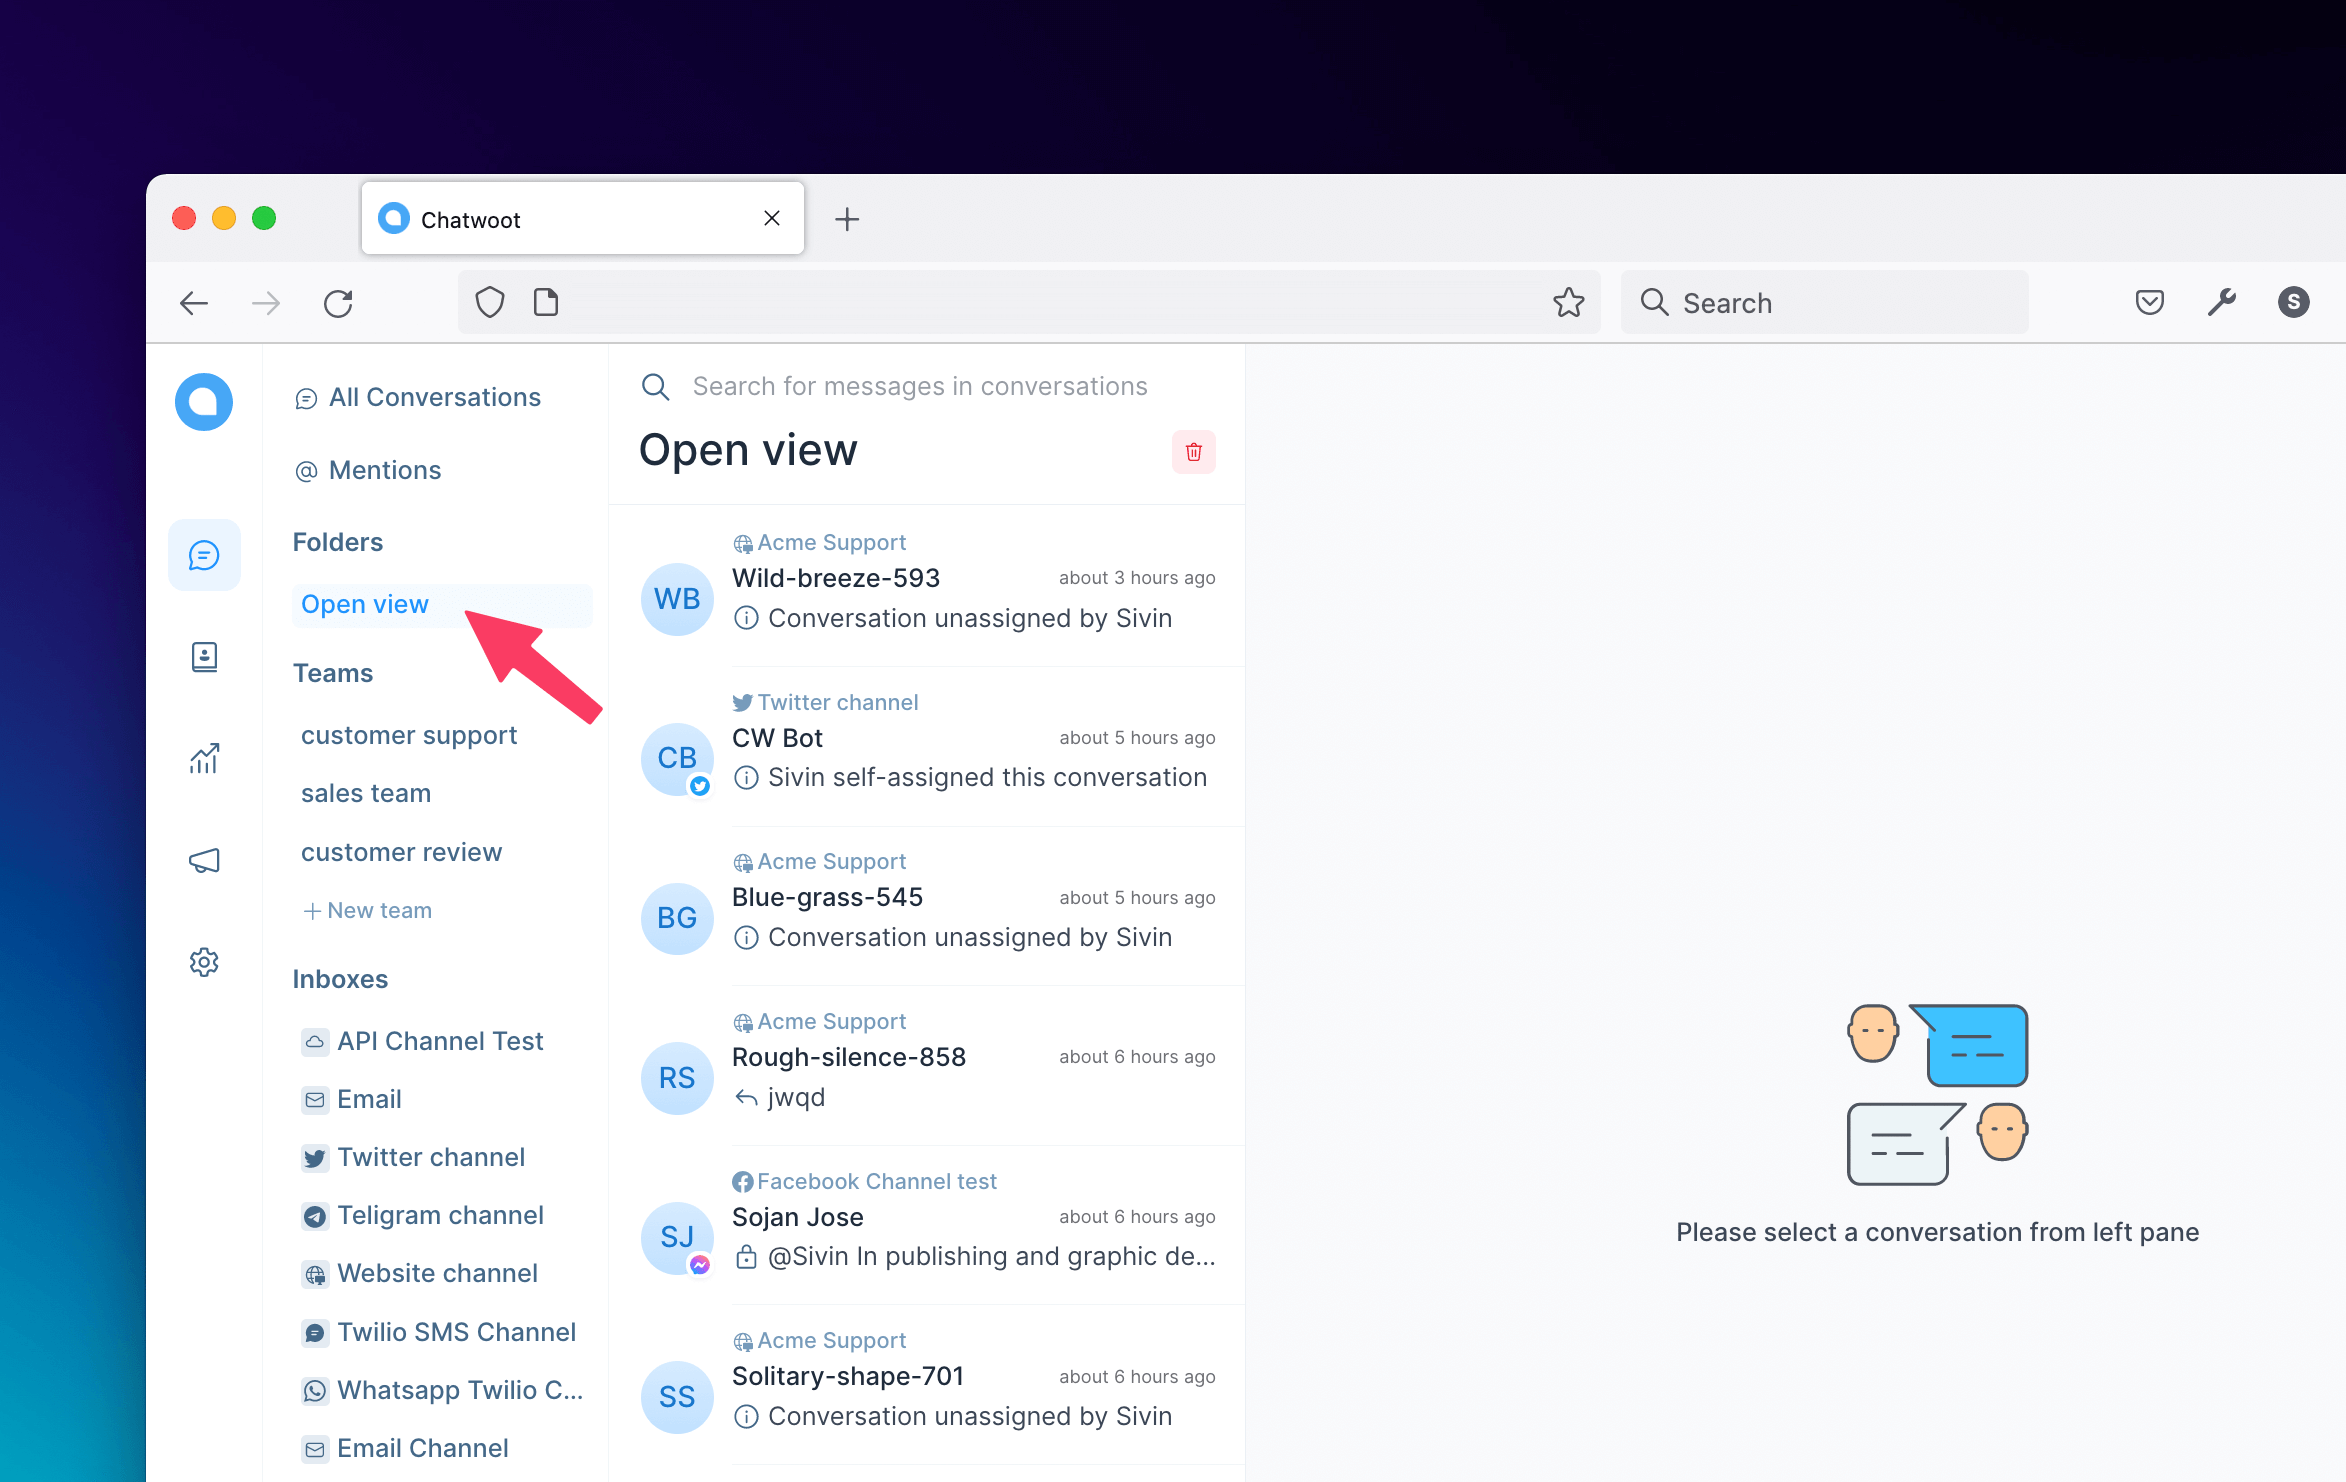 Chatwoot
Search
S
All Conversations
Mentions
Folders
Open view
Teams
customer support
sales team
customer review
New team
Inboxes
API Channel Test
Email
Twitter channel
Teligram channel
Website channel
Twilio SMS Channel
Whatsapp Twilio C...
Email Channel
Search for messages in conversations
Open view
Acme Support
WB
Wild-breeze-593 about 3 hours ago
Conversation unassigned by Sivin
Twitter channel
CB
CW Bot about 5 hours ago
Sivin self-assigned this conversation
Acme Support
BG
Blue-grass-545 about 5 hours ago
Conversation unassigned by Sivin
Acme Support
RS
Rough-silence-858 about 6 hours ago
jwqd
Facebook Channel test
SJ
Sojan Jose about 6 hours ago
@Sivin In publishing and graphic de...
Acme Support
SS
Solitary-shape-701 about 6 hours ago
Conversation unassigned by Sivin
Please select a conversation from left pane